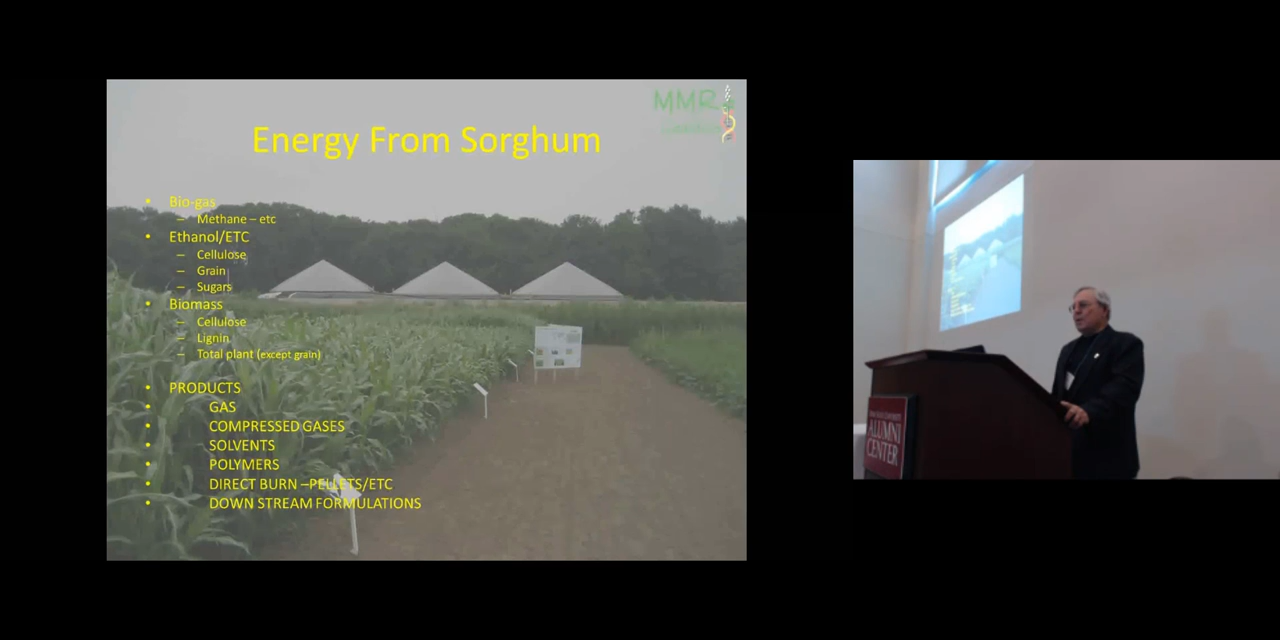 MMR
Energy From Sorghum
• Bio-gas
– Methane – etc
• Ethanol/ETC
– Cellulose
– Grain
– Sugars
• Biomass
– Cellulose
– Lignin
– Total plant (except grain)
• PRODUCTS
• GAS
• COMPRESSED GASES
• SOLVENTS
• POLYMERS
• DIRECT BURN –PELLETS/ETC
• DOWN STREAM FORMULATIONS
ALUMNI
CENTER